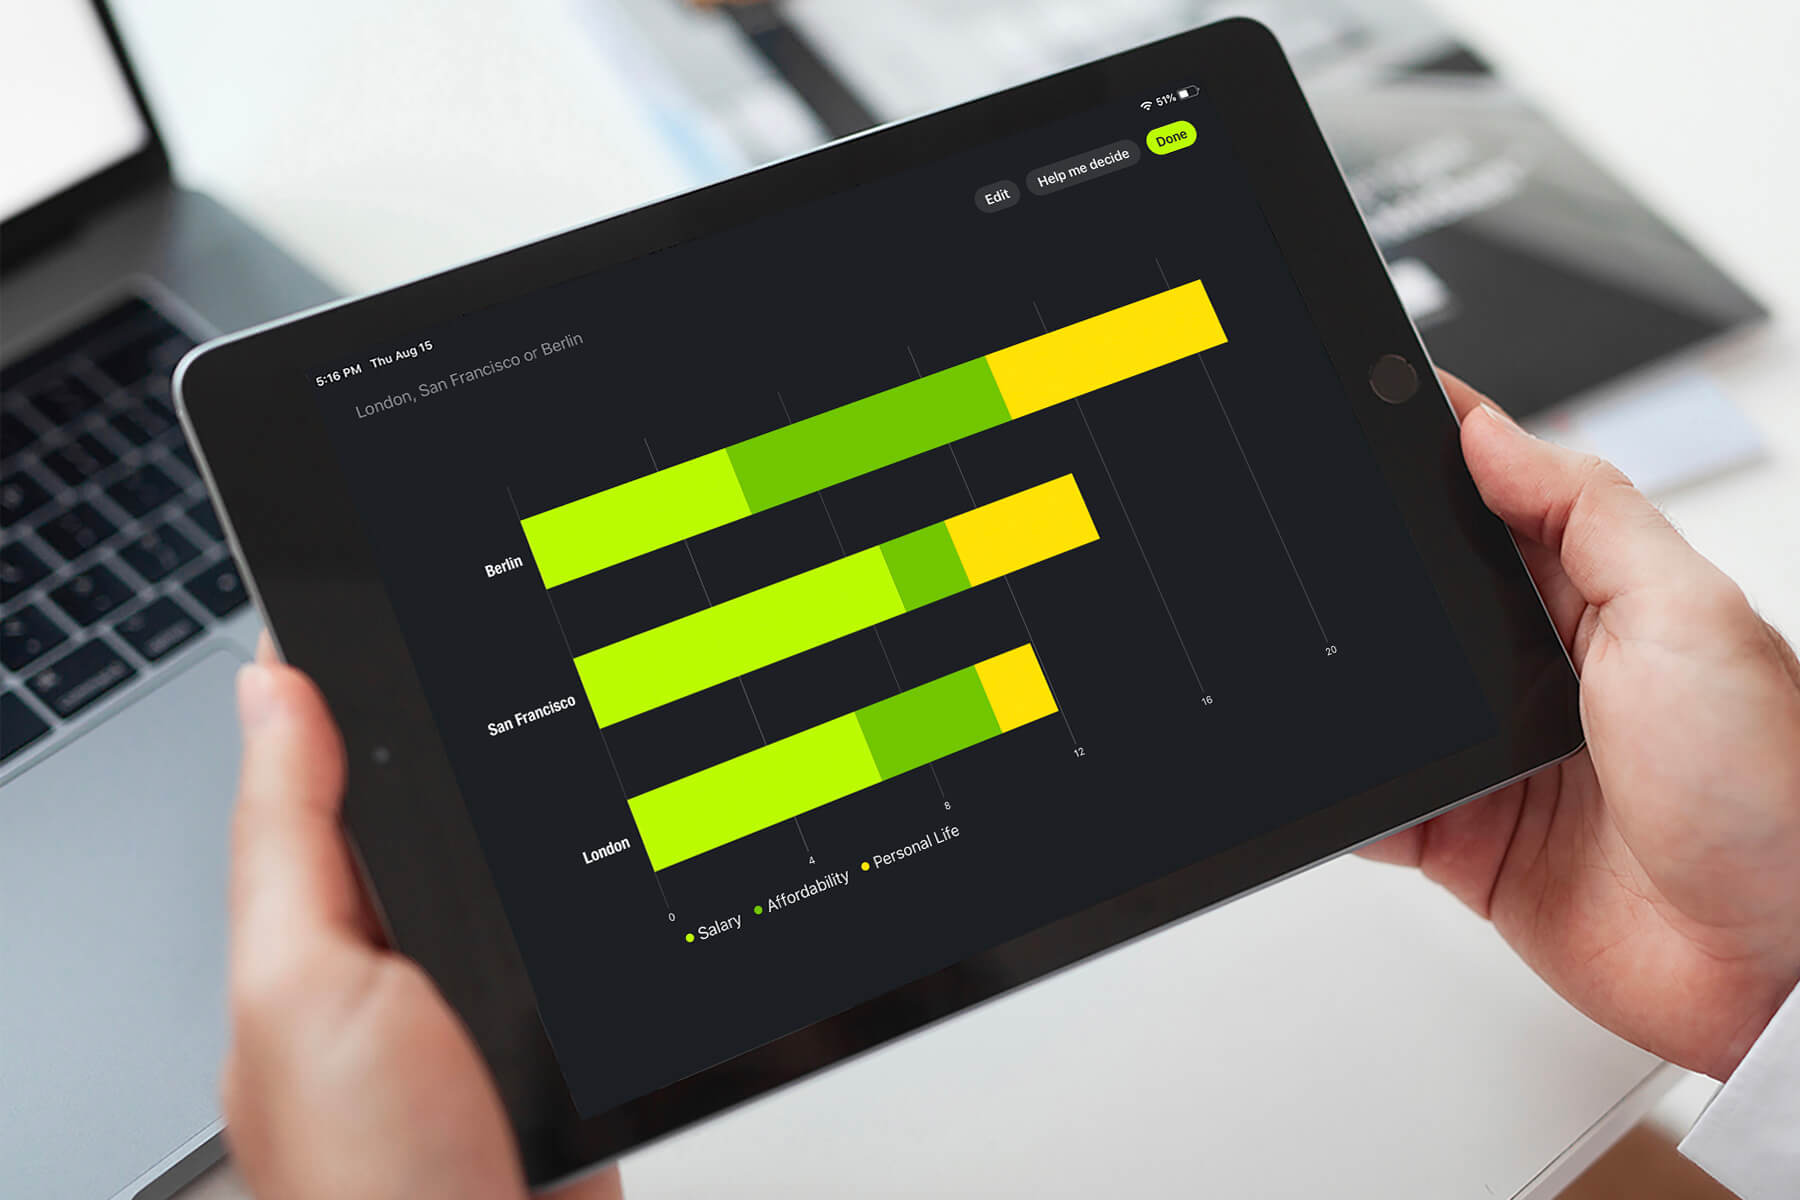 5:16 PM Thu Aug 15
51%
London, San Francisco or Berlin
Edit
Help me decide
Done
Berlin
San Francisco
London
0
4
8
12
16
20
Salary
Affordability
Personal Life